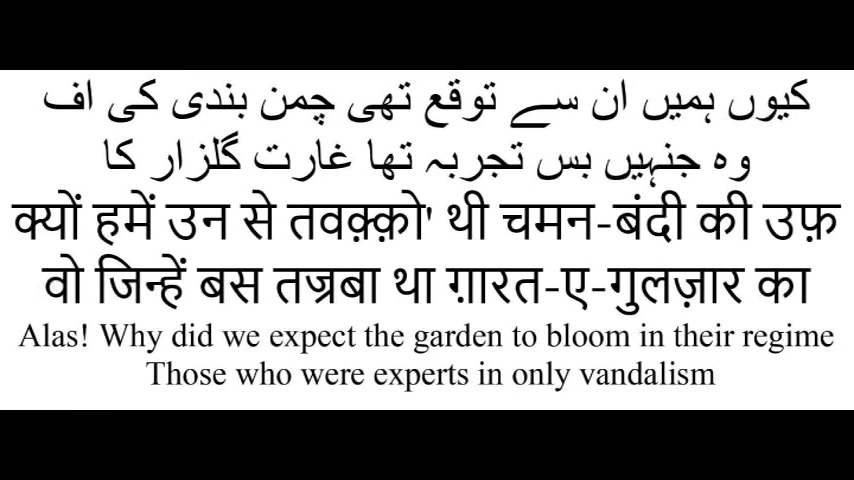 کیوں ہمیں ان سے توقع تھی چمن بندی کی اف
وہ جنہیں بس تجربہ تھا غارت گلزار کا
क्यों हमें उन से तवक़्क़ो' थी चमन-बंदी की उफ़
वो जिन्हें बस तज्रबा था ग़ारत-ए-गुलज़ार का
Alas! Why did we expect the garden to bloom in their regime
Those who were experts in only vandalism